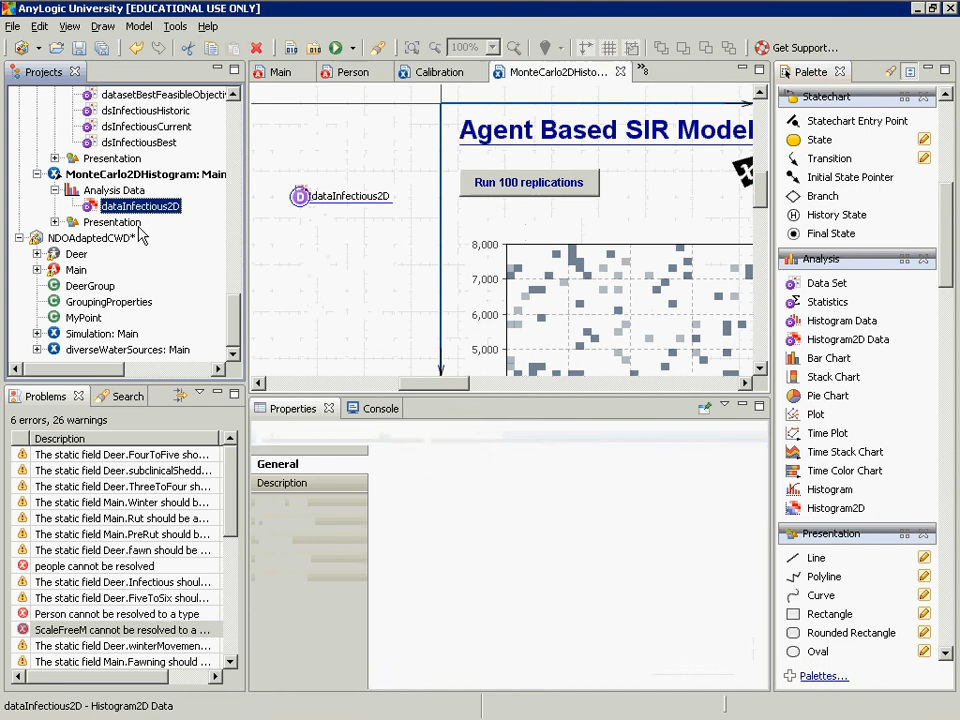 AnyLogic University [EDUCATIONAL USE ONLY]
File Edit View Draw Model Tools Help
100% Get Support...
Projects
datasetBestFeasibleObjectiv
dsInfectiousHistoric
dsInfectiousCurrent
dsInfectiousBest
Presentation
MonteCarlo2DHistogram: Main
Analysis Data
dataInfectious2D
Presentation
NDOAdaptedCWD*
Deer
Main
DeerGroup
GroupingProperties
MyPoint
Simulation: Main
diverseWaterSources: Main
Problems Search
6 errors, 26 warnings
Description
The static field Deer.FourToFive sho...
The static field Deer.subclinicalShedd...
The static field Deer.ThreeToFour sh...
The static field Main.Winter should b...
The static field Main.Rut should be a...
The static field Main.PreRut should b...
The static field Deer.fawn should be ...
people cannot be resolved
The static field Deer.Infectious shoul...
The static field Deer.FiveToSix shoul...
Person cannot be resolved to a type
ScaleFreeM cannot be resolved to a ...
The static field Deer.winterMovemen...
The static field Main.Fawning should ...
Main Person Calibration MonteCarlo2DHisto... »8
Agent Based SIR Model
Run 100 replications
dataInfectious2D
8,000
7,000
6,000
5,000
Properties Console
General
Description
Palette
Statechart
Statechart Entry Point
State
Transition
Initial State Pointer
Branch
History State
Final State
Analysis
Data Set
Statistics
Histogram Data
Histogram2D Data
Bar Chart
Stack Chart
Pie Chart
Plot
Time Plot
Time Stack Chart
Time Color Chart
Histogram
Histogram2D
Presentation
Line
Polyline
Curve
Rectangle
Rounded Rectangle
Oval
Palettes...
dataInfectious2D - Histogram2D Data